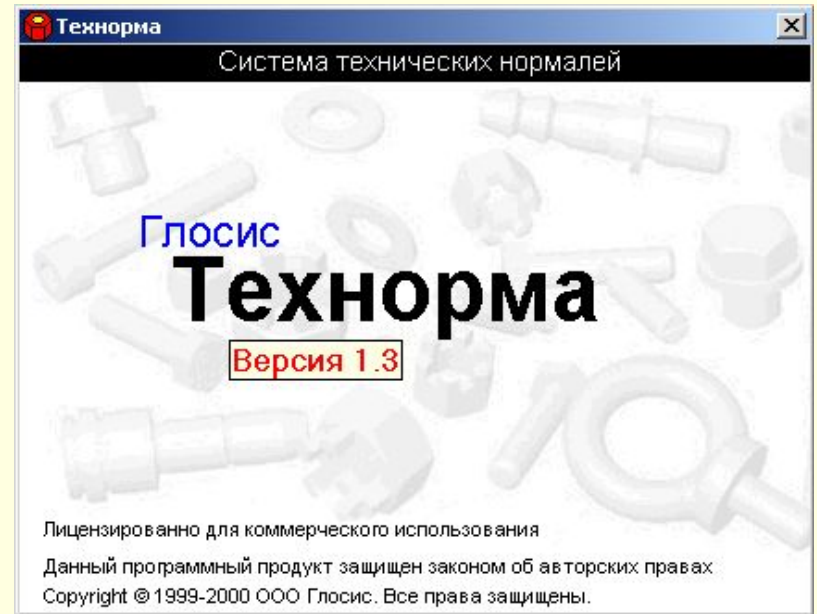 Технорма
Система технических нормалей
Глосис
Технорма
Версия 1.3
Лицензированно для коммерческого использования
Данный программный продукт защищен законом об авторских правах
Copyright © 1999-2000 ООО Глосис. Все права защищены.